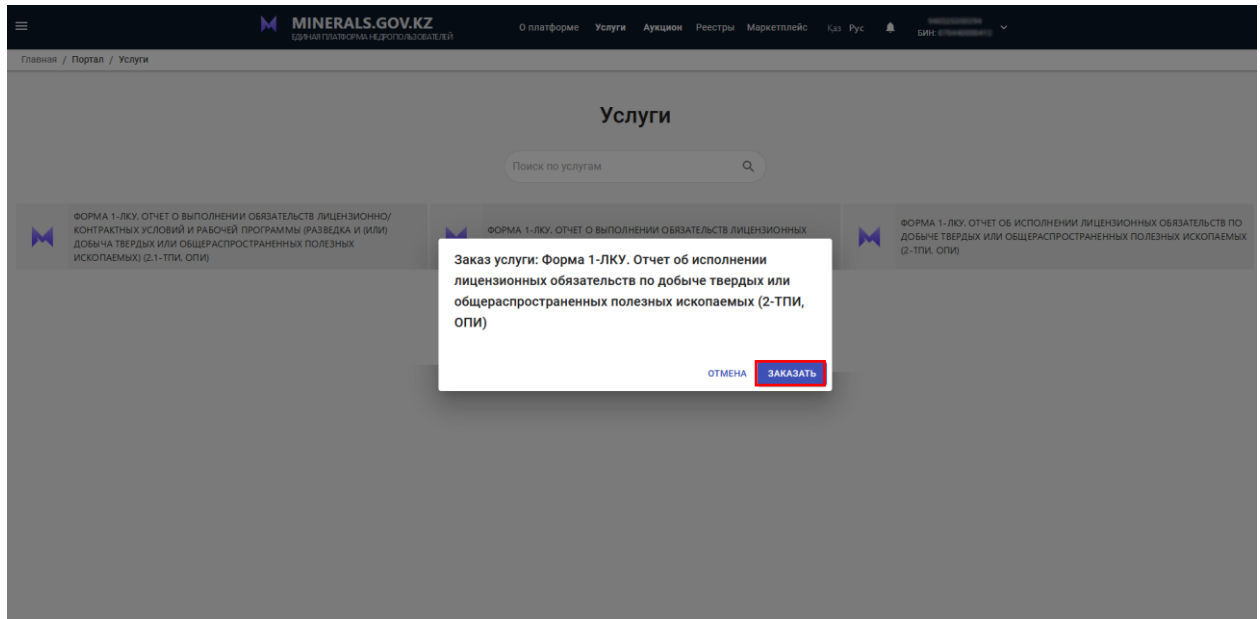 MINERALS.GOV.KZ
ЕДИНАЯ ПЛАТФОРМА НЕДРОПОЛЬЗОВАТЕЛЕЙ
О платформе Услуги Аукцион Реестры Маркетплейс Қаз Рус
БИН:
Главная / Портал / Услуги
Услуги
Поиск по услугам
ФОРМА 1-ЛКУ. ОТЧЕТ О ВЫПОЛНЕНИИ ОБЯЗАТЕЛЬСТВ ЛИЦЕНЗИОННО/
КОНТРАКТНЫХ УСЛОВИЙ И РАБОЧЕЙ ПРОГРАММЫ (РАЗВЕДКА И (ИЛИ)
ДОБЫЧА ТВЕРДЫХ ИЛИ ОБЩЕРАСПРОСТРАНЕННЫХ ПОЛЕЗНЫХ
ИСКОПАЕМЫХ) (2.1-ТПИ, ОПИ)
ФОРМА 1-ЛКУ. ОТЧЕТ О ВЫПОЛНЕНИИ ОБЯЗАТЕЛЬСТВ ЛИЦЕНЗИОННЫХ
ФОРМА 1-ЛКУ. ОТЧЕТ ОБ ИСПОЛНЕНИИ ЛИЦЕНЗИОННЫХ ОБЯЗАТЕЛЬСТВ ПО
ДОБЫЧЕ ТВЕРДЫХ ИЛИ ОБЩЕРАСПРОСТРАНЕННЫХ ПОЛЕЗНЫХ ИСКОПАЕМЫХ
(2-ТПИ, ОПИ)
Заказ услуги: Форма 1-ЛКУ. Отчет об исполнении
лицензионных обязательств по добыче твердых или
общераспространенных полезных ископаемых (2-ТПИ,
ОПИ)
ОТМЕНА ЗАКАЗАТЬ